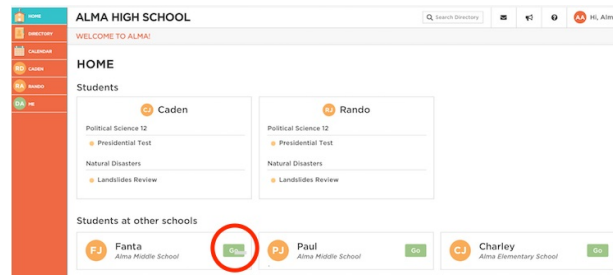 HOME
DIRECTORY
CALENDAR
RD CADEN
RA RANDO
DA ME
ALMA HIGH SCHOOL
Search Directory
AA Hi, Alma
WELCOME TO ALMA!
HOME
Students
CJ Caden
Political Science 12
Presidential Test
Natural Disasters
Landslides Review
RJ Rando
Political Science 12
Presidential Test
Natural Disasters
Landslides Review
Students at other schools
FJ Fanta
Alma Middle School
Go
PJ Paul
Alma Middle School
Go
CJ Charley
Alma Elementary School
Go